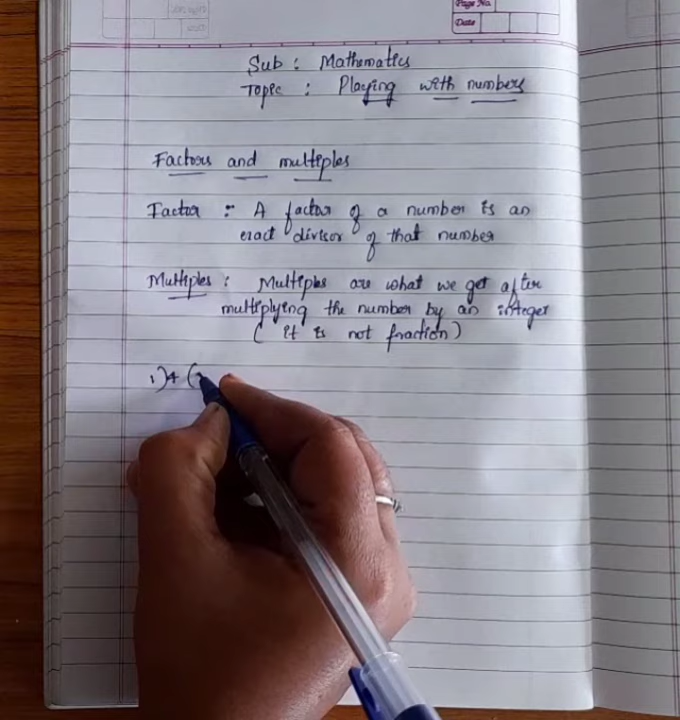 Page No.
Date
Sub : Mathematics
Topic : Playing with numbers
Factors and multiples
Factor :- A factor of a number is an
exact divisor of that number
Multiples : Multiples are what we get after
multiplying the number by an integer
( it is not fraction )
1) 4 (